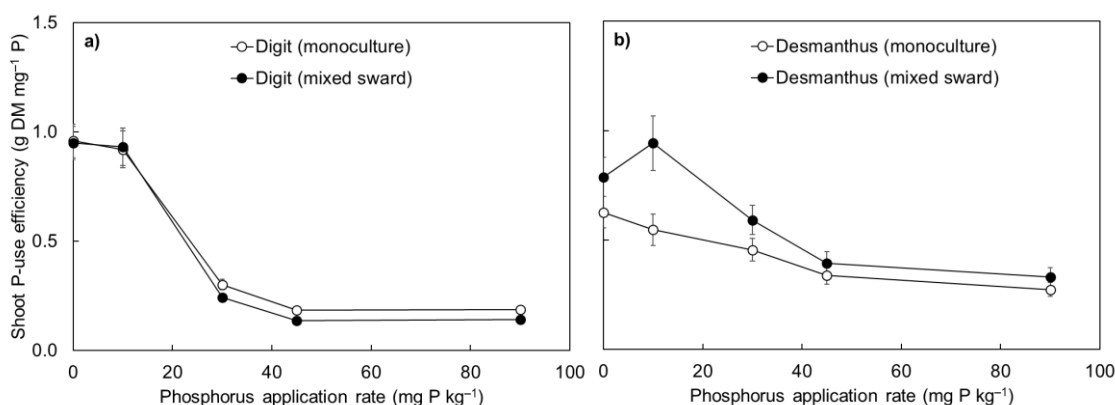 a)
Digit (monoculture)
Digit (mixed sward)
Shoot P-use efficiency (g DM mg⁻¹ P)
1.5
1.0
0.5
0.0
0 20 40 60 80 100
Phosphorus application rate (mg P kg⁻¹)
b)
Desmanthus (monoculture)
Desmanthus (mixed sward)
0 20 40 60 80 100
Phosphorus application rate (mg P kg⁻¹)